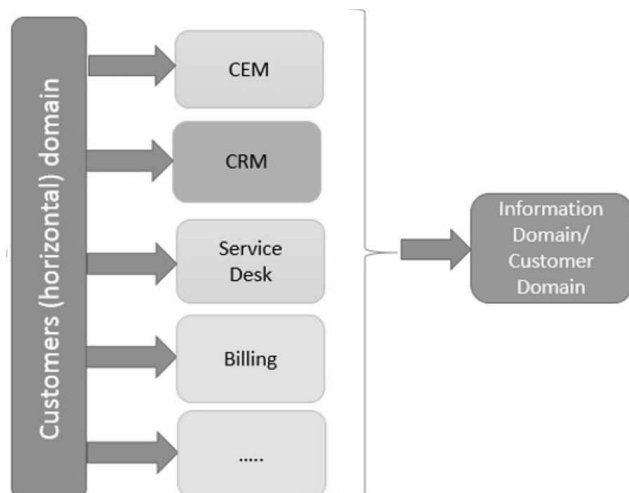 Customers (horizontal) domain
CEM
CRM
Service
Desk
Billing
.....
Information
Domain/
Customer
Domain